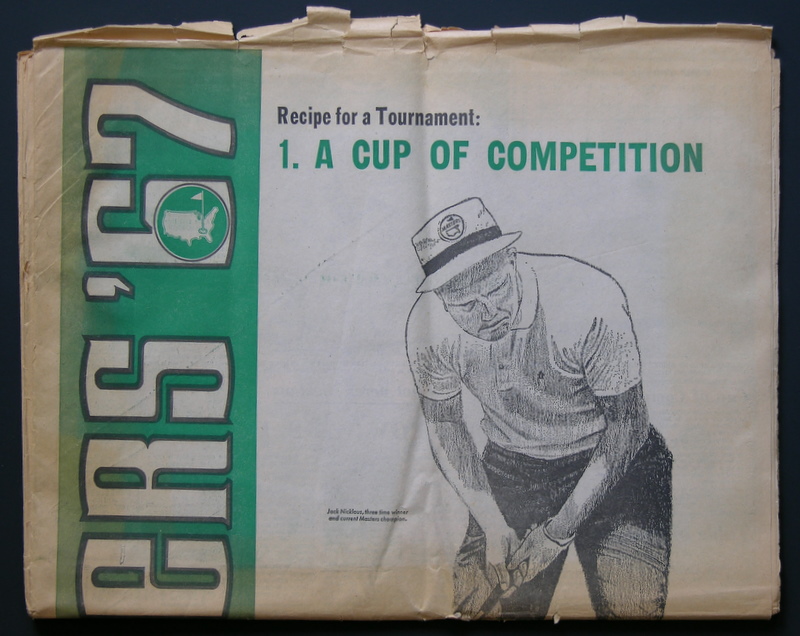 ERS '67
Recipe for a Tournament:
1. A CUP OF COMPETITION
Jack Nicklaus, three time winner
and current Masters champion.